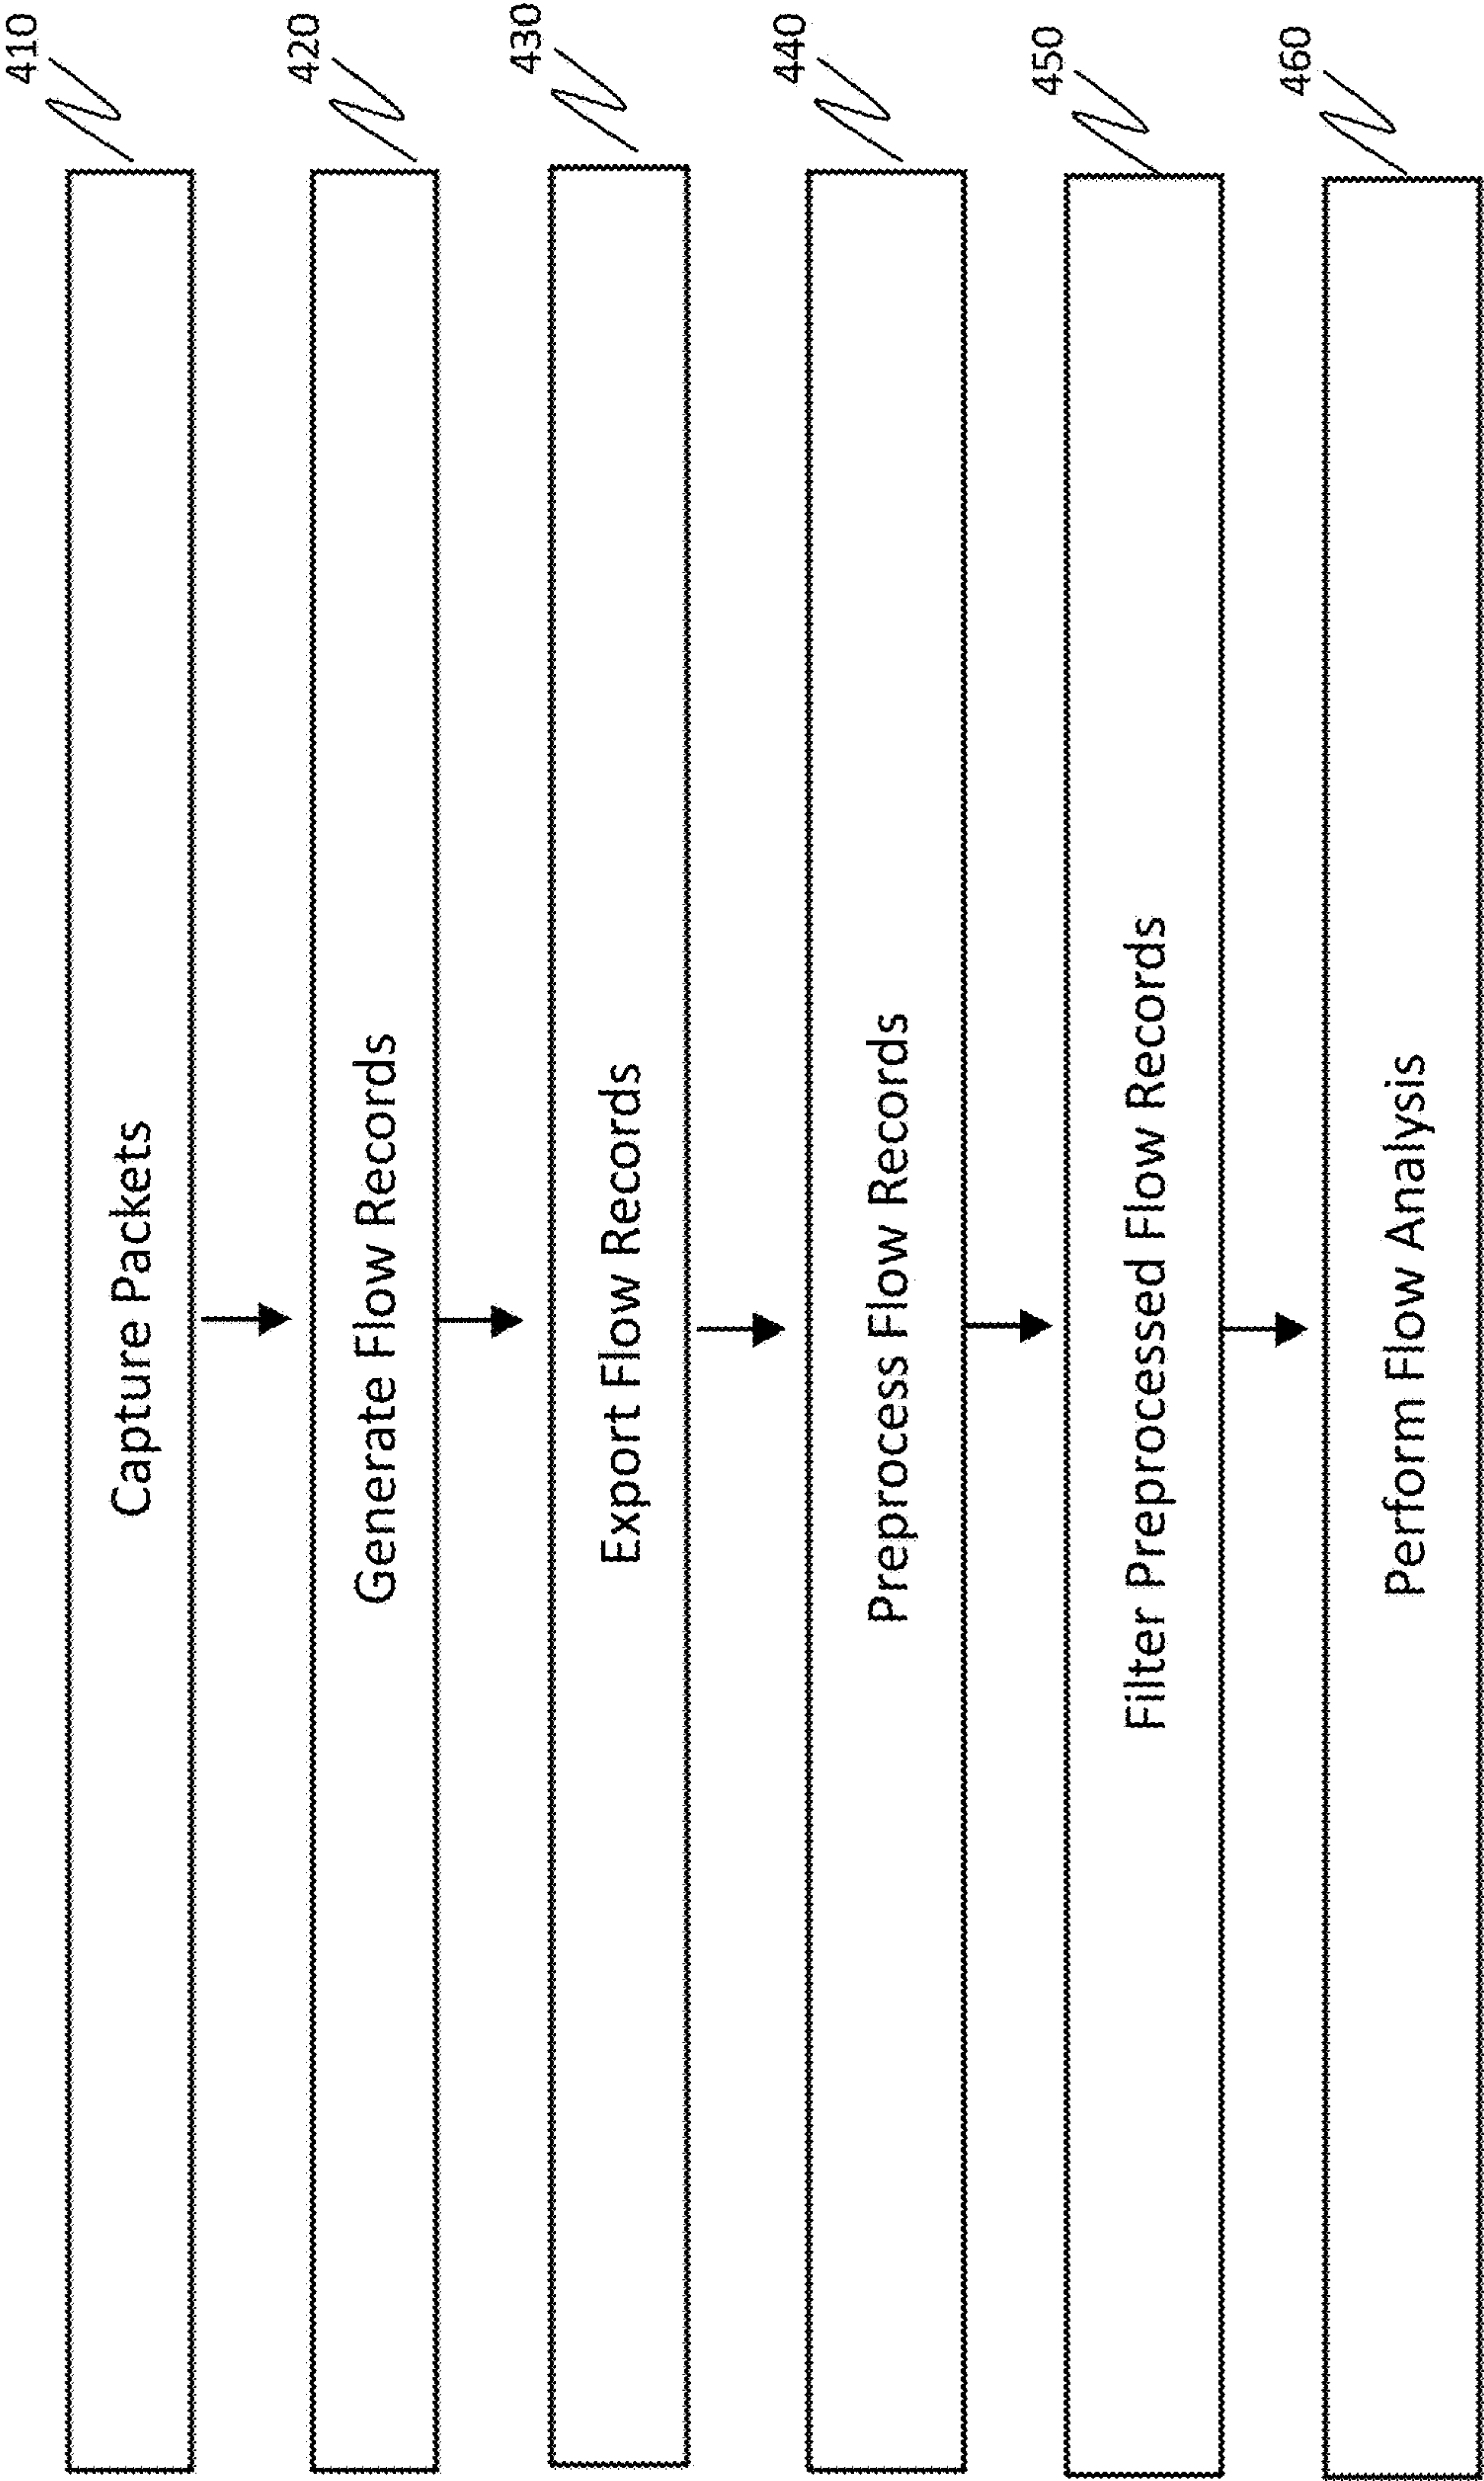 410
Capture Packets
420
Generate Flow Records
430
Export Flow Records
440
Preprocess Flow Records
450
Filter Preprocessed Flow Records
460
Perform Flow Analysis